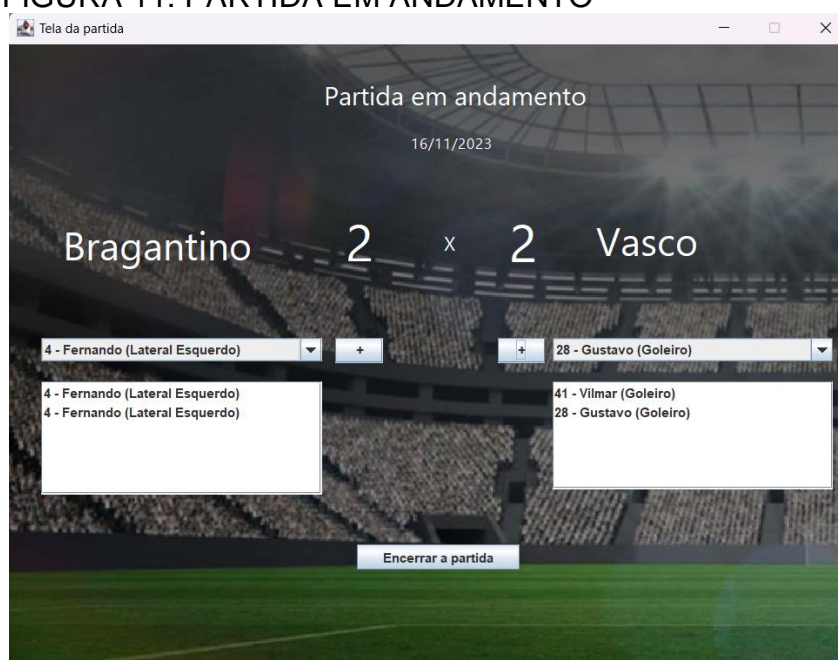 FIGURA 11: PARTIDA EM ANDAMENTO
Tela da partida
Partida em andamento
16/11/2023
Bragantino 2 X 2 Vasco
4 - Fernando (Lateral Esquerdo) + + 28 - Gustavo (Goleiro)
4 - Fernando (Lateral Esquerdo) 41 - Vilmar (Goleiro)
4 - Fernando (Lateral Esquerdo) 28 - Gustavo (Goleiro)
Encerrar a partida